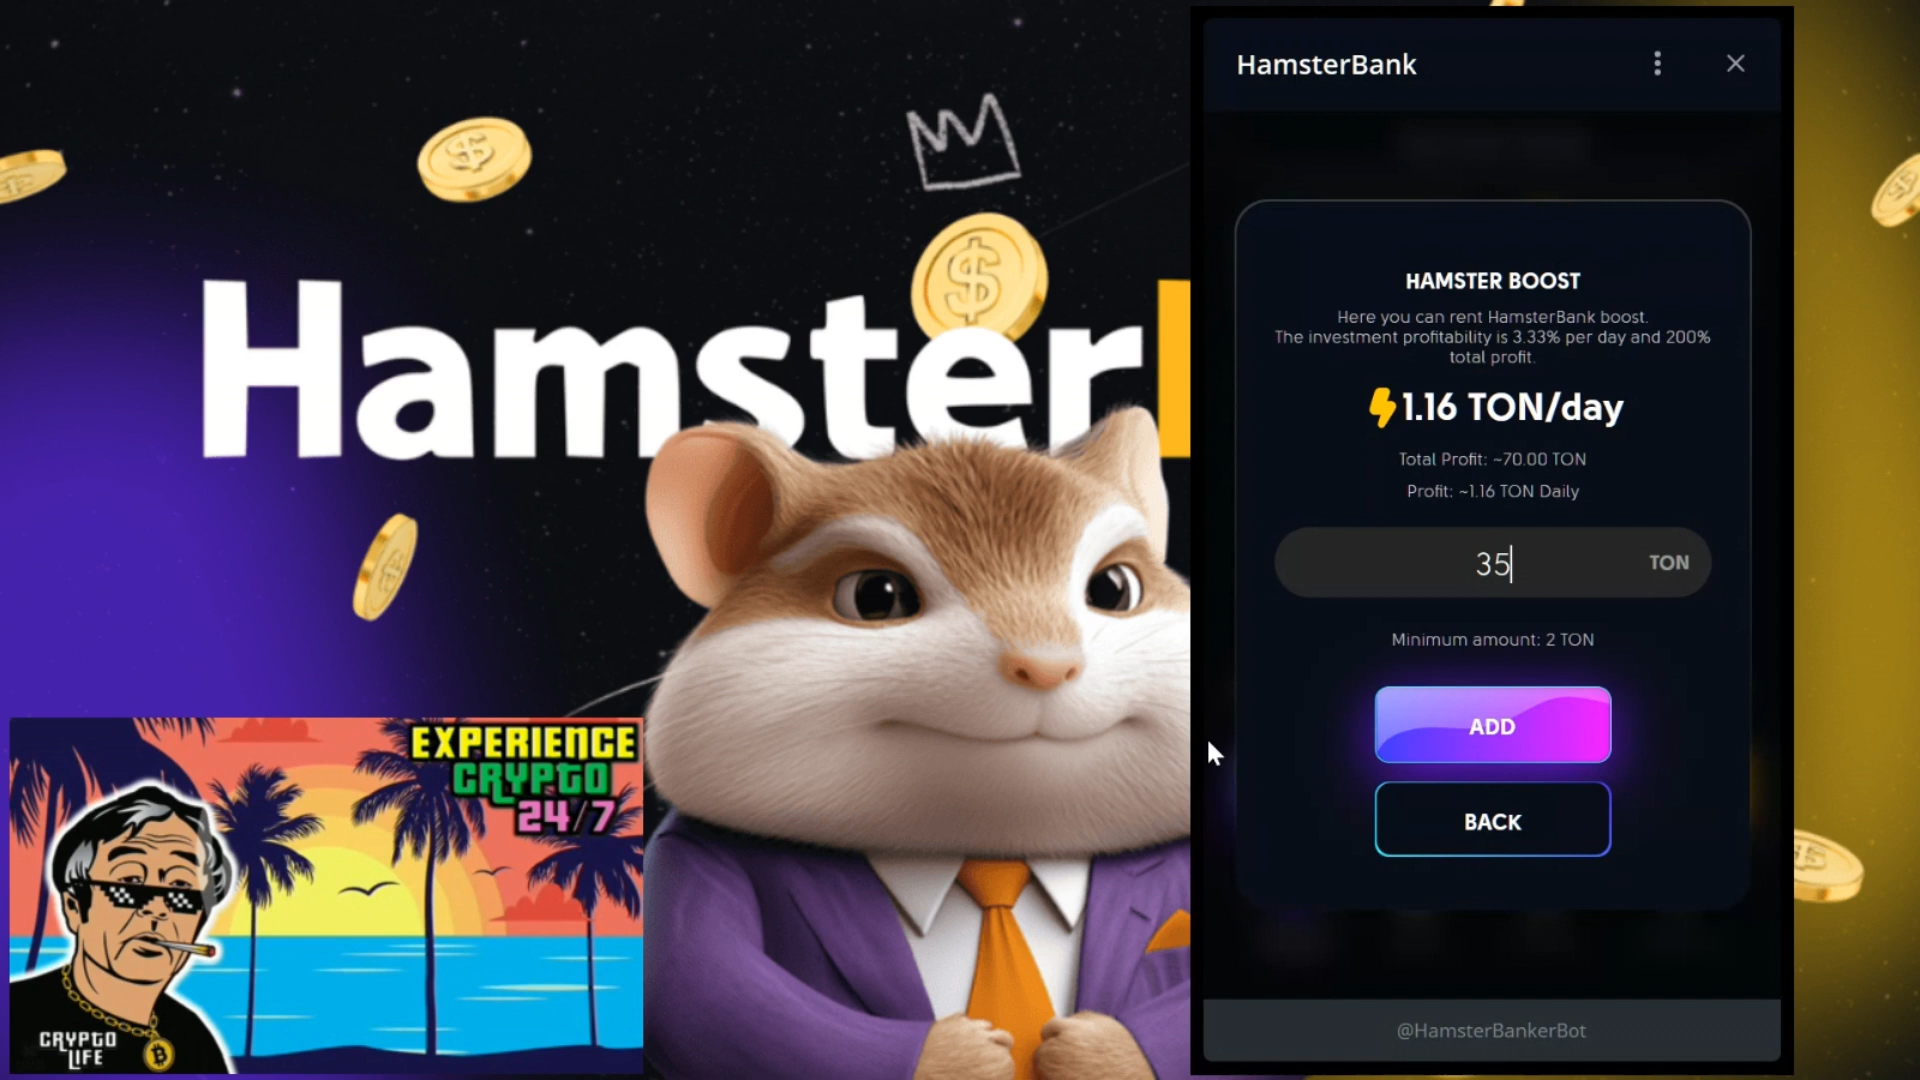 Hamster
EXPERIENCE
CRYPTO
24/7
CRYPTO
LIFE
HamsterBank
HAMSTER BOOST
Here you can rent HamsterBank boost.
The investment profitability is 3.33% per day and 200%
total profit.
1.16 TON/day
Total Profit: ~70.00 TON
Profit: ~1.16 TON Daily
35 TON
Minimum amount: 2 TON
ADD
BACK
@HamsterBankerBot